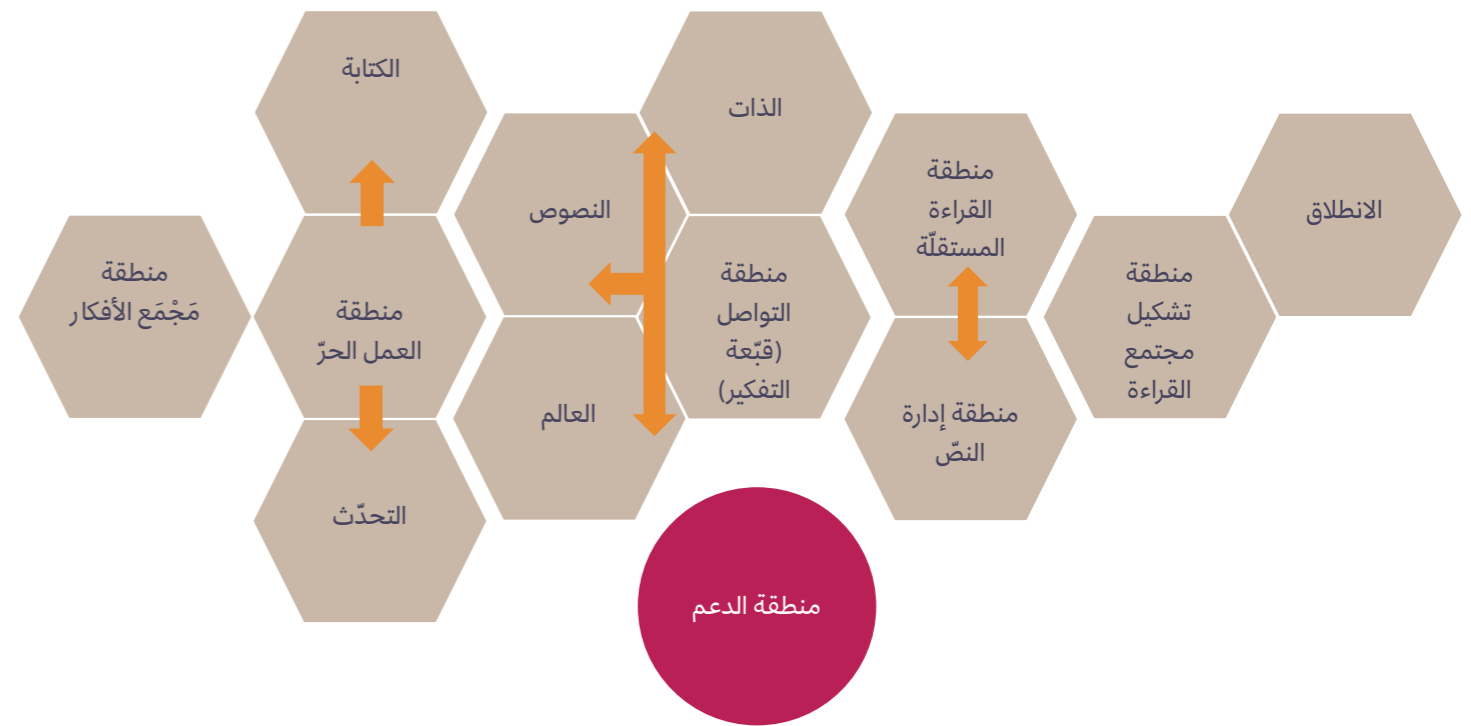 الانطلاق
منطقة
تشكيل
مجتمع
القراءة
منطقة
القراءة
المستقلّة
منطقة إدارة
النصّ
الذات
منطقة
التواصل
(قبّعة
التفكير)
النصوص
العالم
الكتابة
منطقة
العمل الحرّ
التحدّث
منطقة
مَجْمَع الأفكار
منطقة الدعم